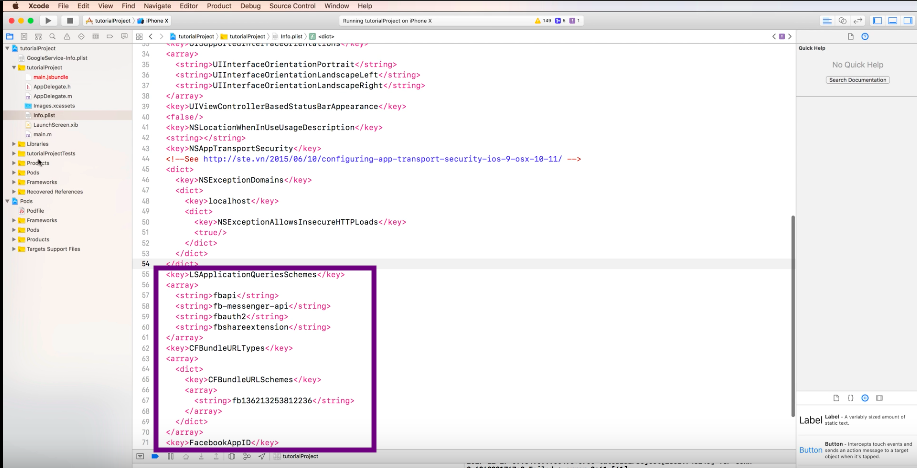 Xcode File Edit View Find Navigate Editor Product Debug Source Control Window Help
tutorialProject iPhone X
Running tutorialProject on iPhone X
149 6 1
tutorialProject tutorialProject Info.plist <dict>
tutorialProject
GoogleService-Info.plist
tutorialProject
main.jsbundle
AppDelegate.h
AppDelegate.m
Images.xcassets
Info.plist
LaunchScreen.xib
main.m
Libraries
tutorialProjectTests
Products
Pods
Frameworks
Recovered References
Pods
Podfile
Frameworks
Pods
Products
Targets Support Files
34 <array>
35 <string>UIInterfaceOrientationPortrait</string>
36 <string>UIInterfaceOrientationLandscapeLeft</string>
37 <string>UIInterfaceOrientationLandscapeRight</string>
38 </array>
39 <key>UIViewControllerBasedStatusBarAppearance</key>
40 <false/>
41 <key>NSLocationWhenInUseUsageDescription</key>
42 <string></string>
43 <key>NSAppTransportSecurity</key>
44 <!--See http://ste.vn/2015/06/10/configuring-app-transport-security-ios-9-osx-10-11/ -->
45 <dict>
46 <key>NSExceptionDomains</key>
47 <dict>
48 <key>localhost</key>
49 <dict>
50 <key>NSExceptionAllowsInsecureHTTPLoads</key>
51 <true/>
52 </dict>
53 </dict>
54 </dict>
55 <key>LSApplicationQueriesSchemes</key>
56 <array>
57 <string>fbapi</string>
58 <string>fb-messenger-api</string>
59 <string>fbauth2</string>
60 <string>fbshareextension</string>
61 </array>
62 <key>CFBundleURLTypes</key>
63 <array>
64 <dict>
65 <key>CFBundleURLSchemes</key>
66 <array>
67 <string>fb136213253812236</string>
68 </array>
69 </dict>
70 </array>
71 <key>FacebookAppID</key>
tutorialProject
Quick Help
No Quick Help
Search Documentation
Label Label - A variably sized amount of static text.
Button Button - Intercepts touch events and sends an action message to a target object when it's tapped.